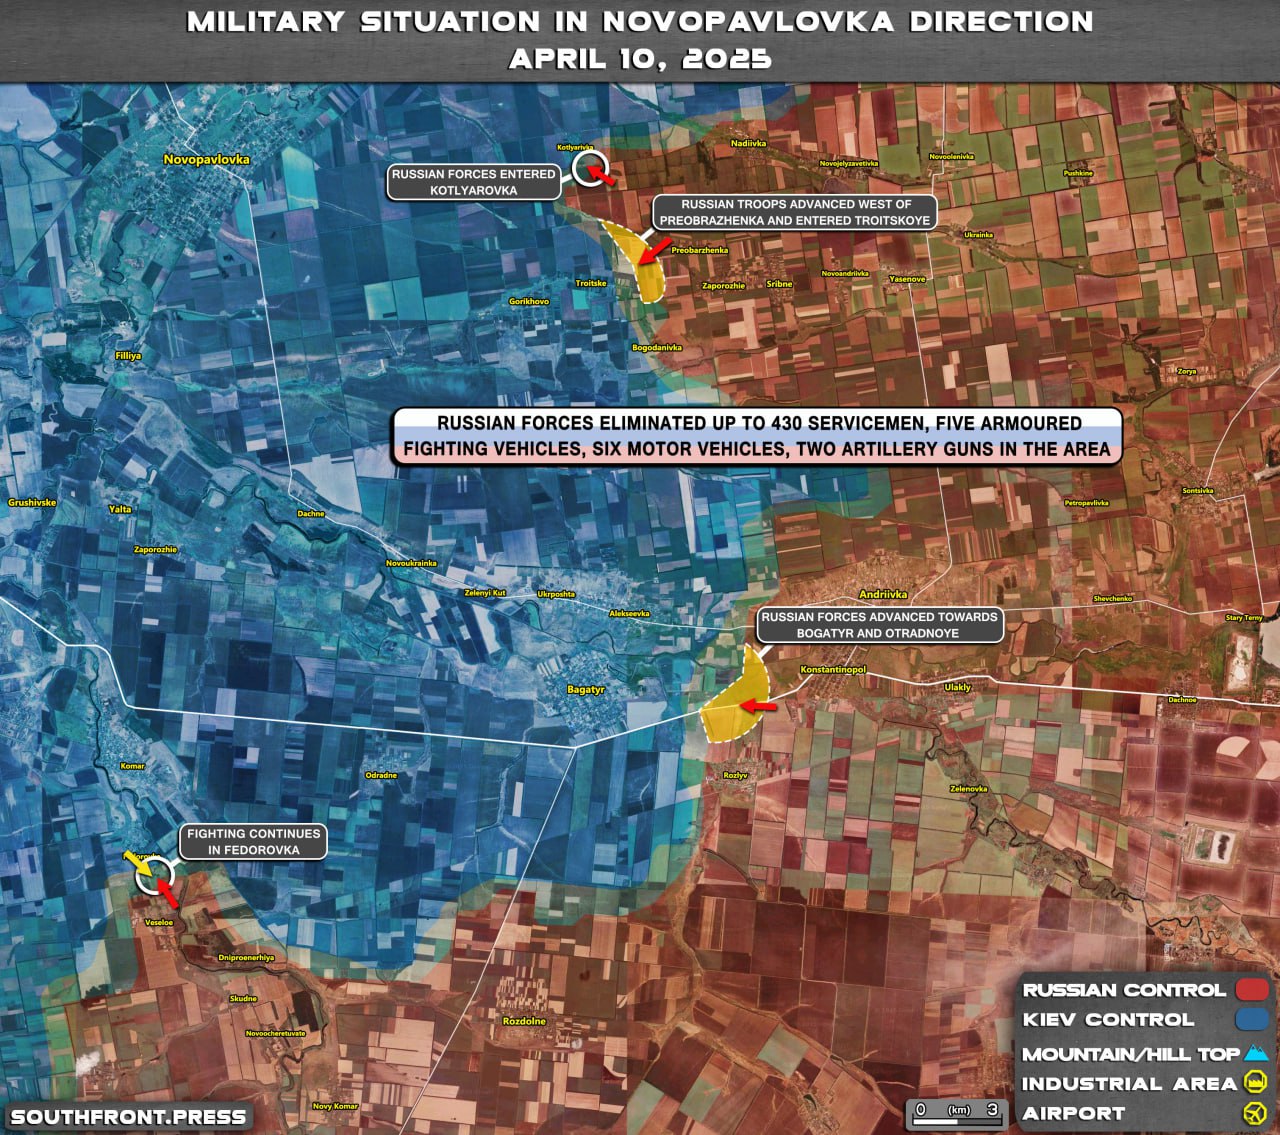 MILITARY SITUATION IN NOVOPAVLOVKA DIRECTION
APRIL 10, 2025
Kotlyarivka
Nadiivka
Novopavlovka
Novojelyzavetivka
Novoolenivka
Pushkine
RUSSIAN FORCES ENTERED
KOTLYAROVKA
RUSSIAN TROOPS ADVANCED WEST OF
PREOBRAZHENKA AND ENTERED TROITSKOYE
Ukrainka
Preobarzhenka
Troitske
Zaporozhie
Sribne
Novoandriivka
Yasenove
Gorikhovo
Bogodanivka
Filliya
Zorya
RUSSIAN FORCES ELIMINATED UP TO 430 SERVICEMEN, FIVE ARMOURED
FIGHTING VEHICLES, SIX MOTOR VEHICLES, TWO ARTILLERY GUNS IN THE AREA
Grushivske
Yalta
Dachne
Petropavlivka
Sontsivka
Zaporozhie
Novoukrainka
Zelenyi Kut
Ukrposhta
Alekseevka
Andriivka
Shevchenko
Stary Terny
RUSSIAN FORCES ADVANCED TOWARDS
BOGATYR AND OTRADNOYE
Konstantinopol
Bagatyr
Ulakly
Dachnoe
Komar
Odradne
Rozlyv
Zelenovka
FIGHTING CONTINUES
IN FEDOROVKA
Veseloe
Dniproenerhiya
Skudne
Rozdolne
Novoocheretuvate
Novy Komar
RUSSIAN CONTROL
KIEV CONTROL
MOUNTAIN/HILL TOP
INDUSTRIAL AREA
AIRPORT
0 (km) 3
SOUTHFRONT.PRESS